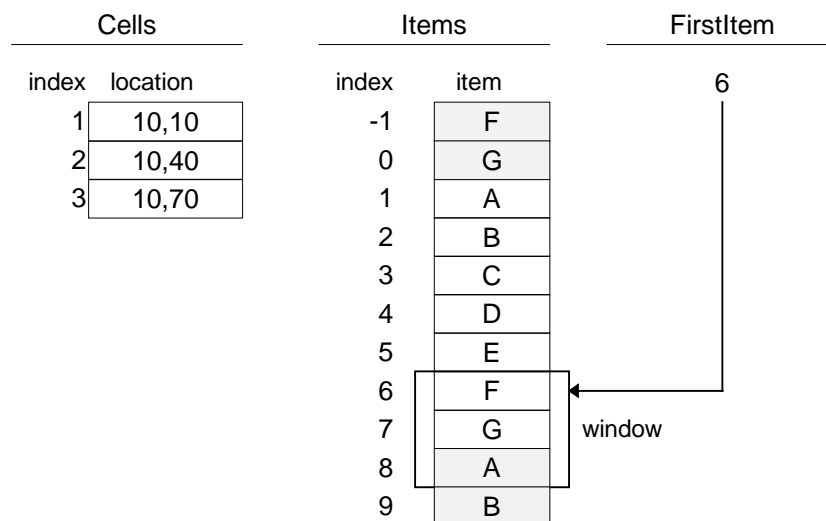 Cells Items FirstItem
index location index item 6
1 10,10 -1 F
2 10,40 0 G
3 10,70 1 A
2 B
3 C
4 D
5 E
6 F
7 G window
8 A
9 B